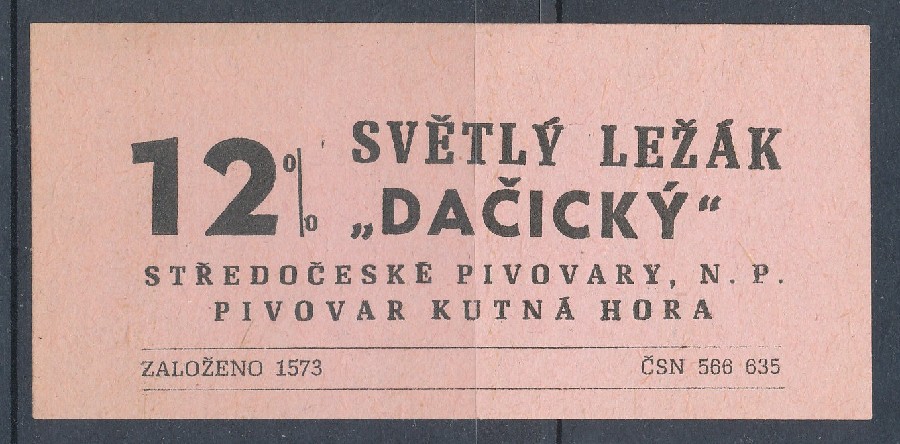 12% SVĚTLÝ LEŽÁK
„DAČICKÝ“
STŘEDOČESKÉ PIVOVARY, N. P.
PIVOVAR KUTNÁ HORA
ZALOŽENO 1573 ČSN 566 635